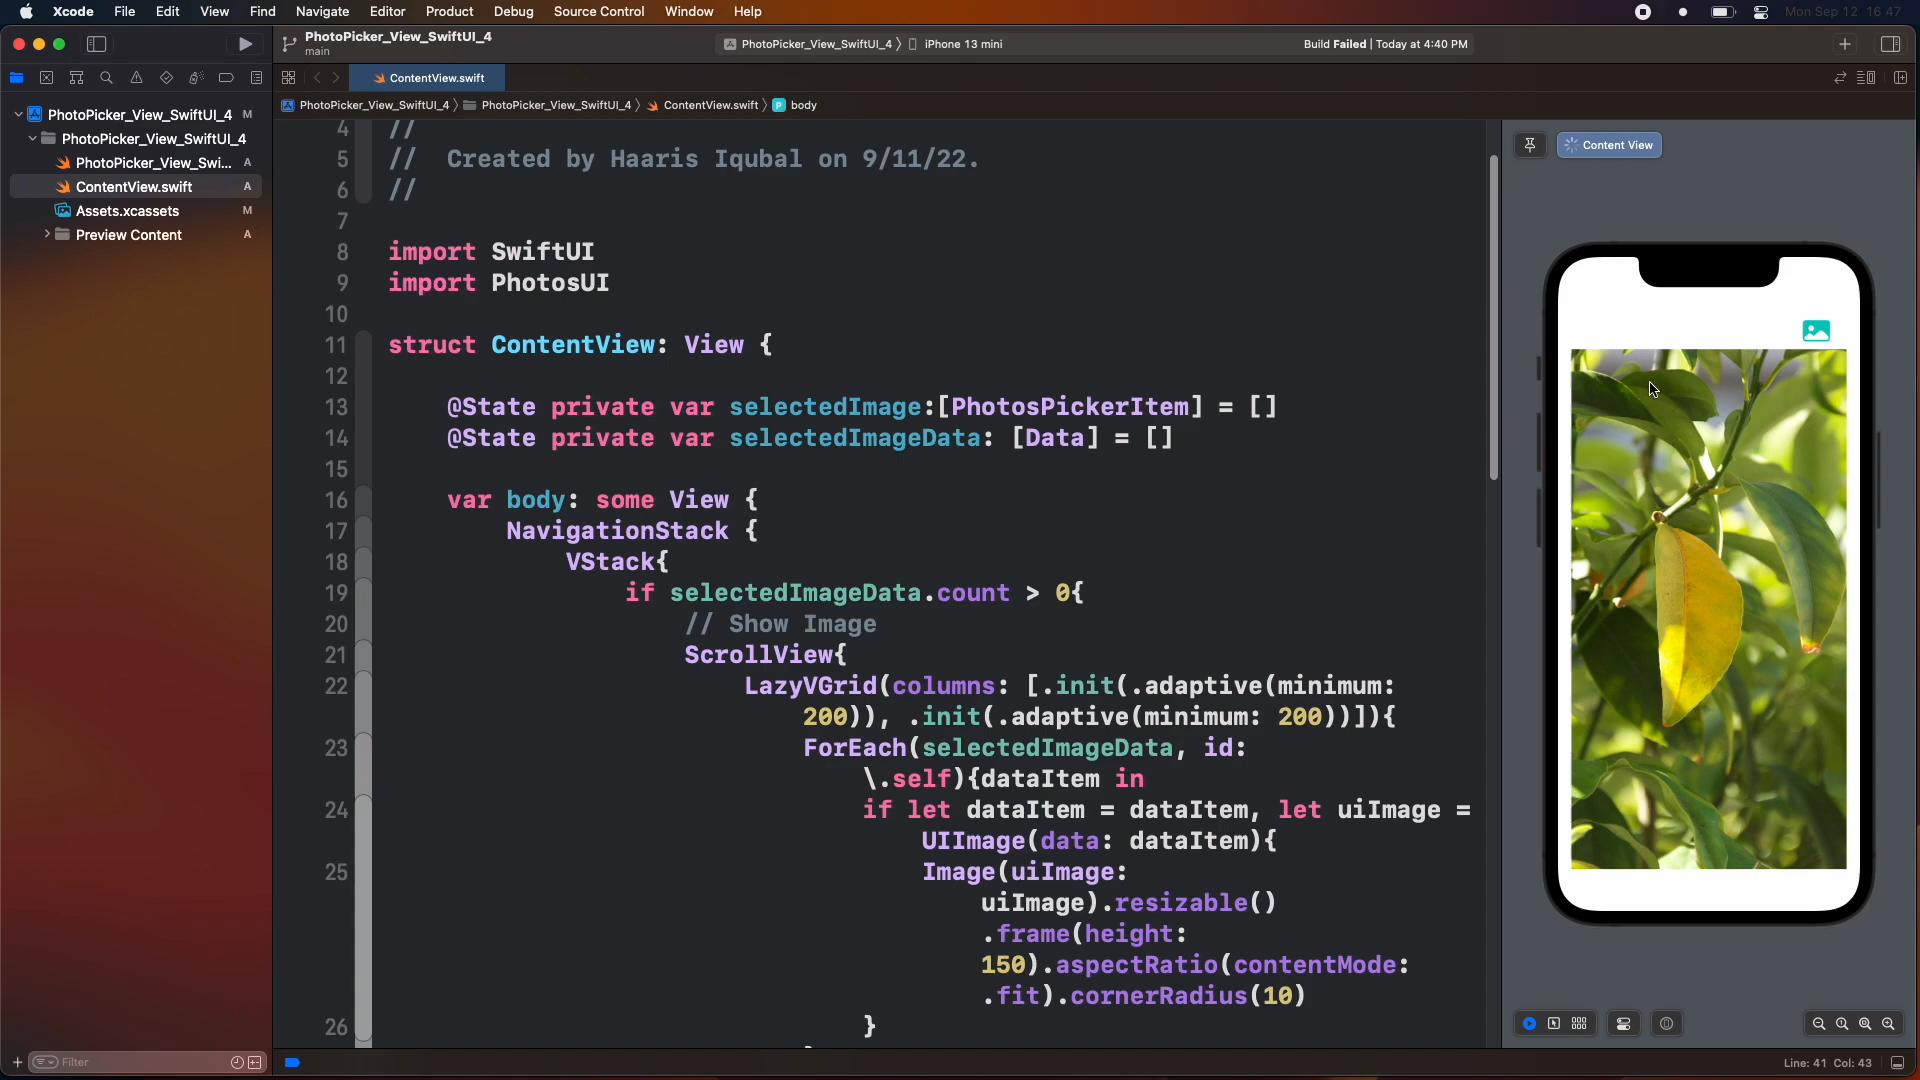 Xcode File Edit View Find Navigate Editor Product Debug Source Control Window Help Mon Sep 12 16 47
PhotoPicker_View_SwiftUI_4
main
PhotoPicker_View_SwiftUI_4 〉 iPhone 13 mini
Build Failed | Today at 4:40 PM
ContentView.swift
PhotoPicker_View_SwiftUI_4 〉 PhotoPicker_View_SwiftUI_4 〉 ContentView.swift 〉 P body
PhotoPicker_View_SwiftUI_4 M
PhotoPicker_View_SwiftUI_4
PhotoPicker_View_Swi... A
ContentView.swift A
Assets.xcassets M
Preview Content A
4 //
5 //  Created by Haaris Iqubal on 9/11/22.
6 //
7
8 import SwiftUI
9 import PhotosUI
10
11 struct ContentView: View {
12
13 @State private var selectedImage:[PhotosPickerItem] = []
14 @State private var selectedImageData: [Data] = []
15
16 var body: some View {
17 NavigationStack {
18 VStack{
19 if selectedImageData.count > 0{
20 // Show Image
21 ScrollView{
22 LazyVGrid(columns: [.init(.adaptive(minimum:
200)), .init(.adaptive(minimum: 200))]){
23 ForEach(selectedImageData, id:
\.self){dataItem in
24 if let dataItem = dataItem, let uiImage =
UIImage(data: dataItem){
25 Image(uiImage:
uiImage).resizable()
.frame(height:
150).aspectRatio(contentMode:
.fit).cornerRadius(10)
26 }
Content View
Filter
Line: 41 Col: 43